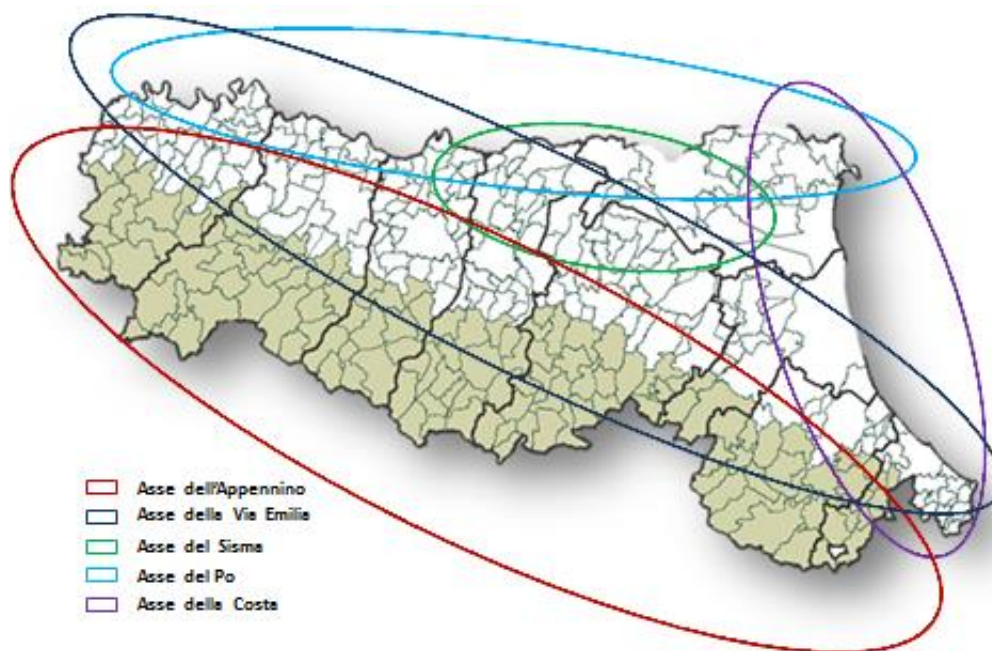 Asse dell'Appennino
Asse della Via Emilia
Asse del Sisma
Asse del Po
Asse della Costa